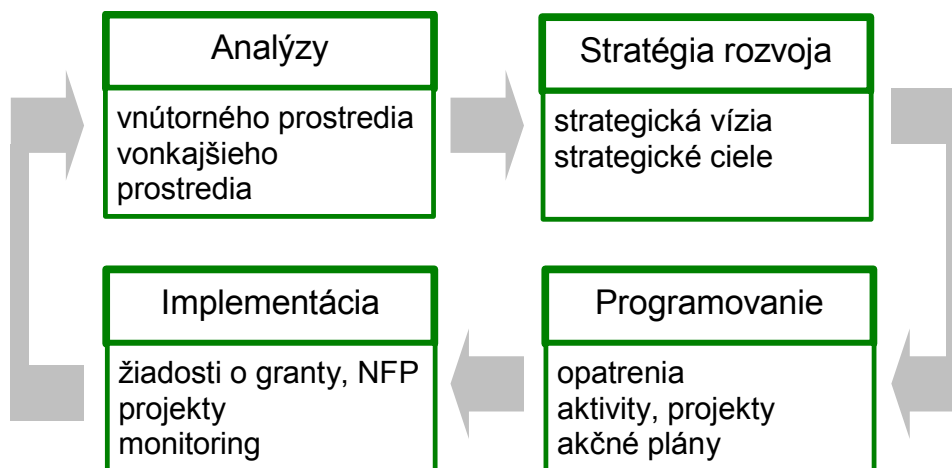 Analýzy
vnútorného prostredia
vonkajšieho
prostredia
Stratégia rozvoja
strategická vízia
strategické ciele
Implementácia
žiadosti o granty, NFP
projekty
monitoring
Programovanie
opatrenia
aktivity, projekty
akčné plány